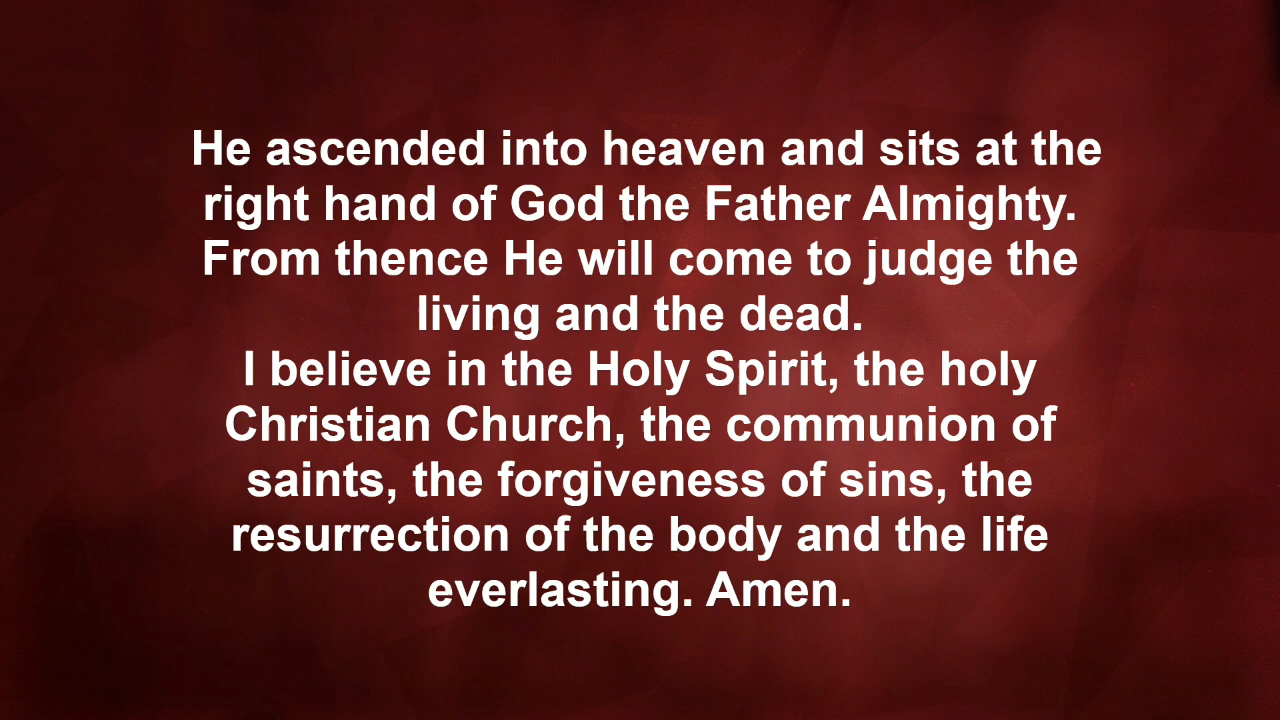 He ascended into heaven and sits at the
right hand of God the Father Almighty.
From thence He will come to judge the
living and the dead.
I believe in the Holy Spirit, the holy
Christian Church, the communion of
saints, the forgiveness of sins, the
resurrection of the body and the life
everlasting. Amen.